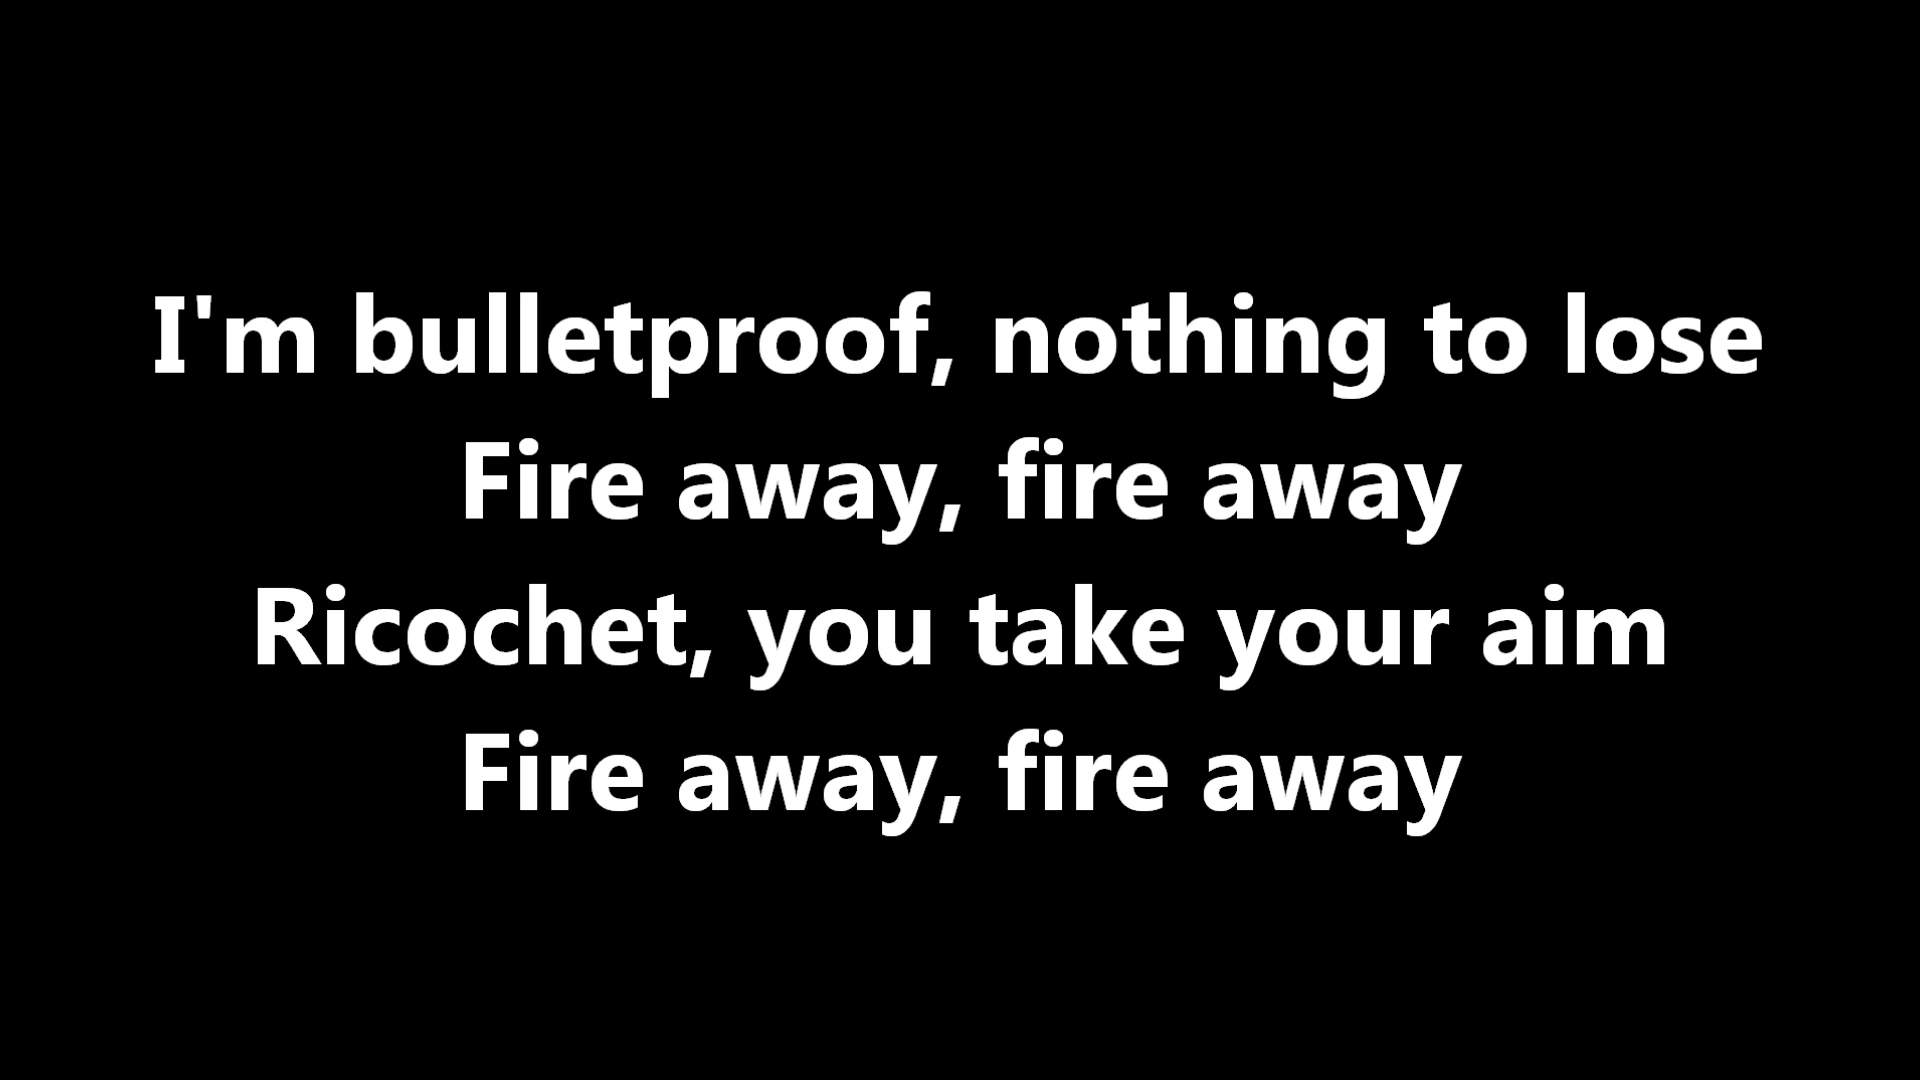 I'm bulletproof, nothing to lose
Fire away, fire away
Ricochet, you take your aim
Fire away, fire away